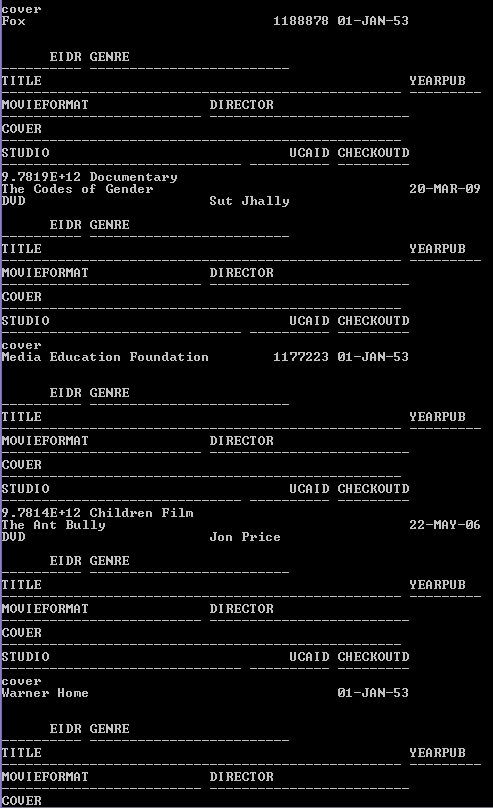 cover
Fox 1188878 01-JAN-53
EIDR GENRE
TITLE YEARPUB
MOVIEFORMAT DIRECTOR
COVER
STUDIO UCAID CHECKOUTD
9.7819E+12 Documentary
The Codes of Gender 20-MAR-09
DVD Sut Jhally
EIDR GENRE
TITLE YEARPUB
MOVIEFORMAT DIRECTOR
COVER
STUDIO UCAID CHECKOUTD
cover
Media Education Foundation 1177223 01-JAN-53
EIDR GENRE
TITLE YEARPUB
MOVIEFORMAT DIRECTOR
COVER
STUDIO UCAID CHECKOUTD
9.7814E+12 Children Film
The Ant Bully 22-MAY-06
DVD Jon Price
EIDR GENRE
TITLE YEARPUB
MOVIEFORMAT DIRECTOR
COVER
STUDIO UCAID CHECKOUTD
cover
Warner Home 01-JAN-53
EIDR GENRE
TITLE YEARPUB
MOVIEFORMAT DIRECTOR
COVER